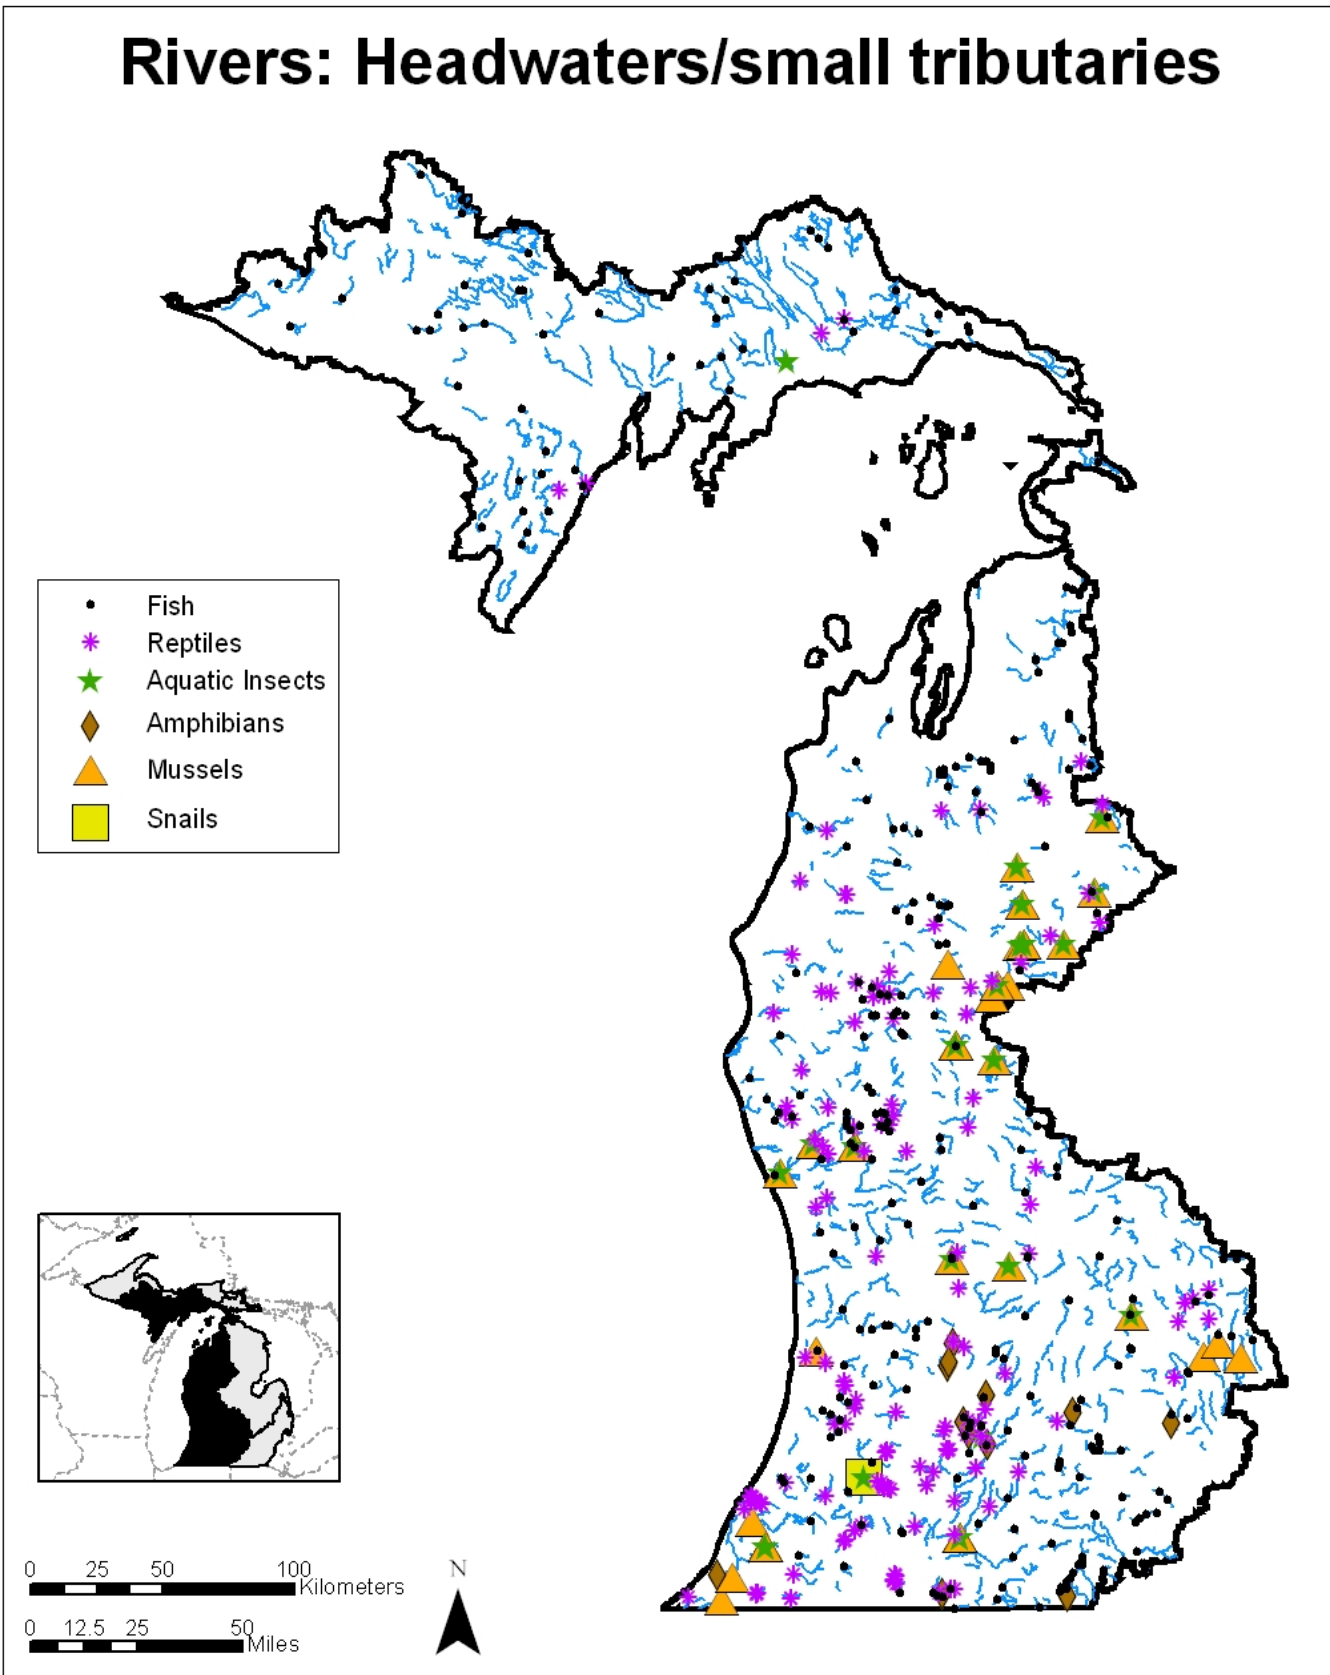 Rivers: Headwaters/small tributaries
Fish
Reptiles
Aquatic Insects
Amphibians
Mussels
Snails
0 25 50 100
Kilometers
0 12.5 25 50
Miles
N